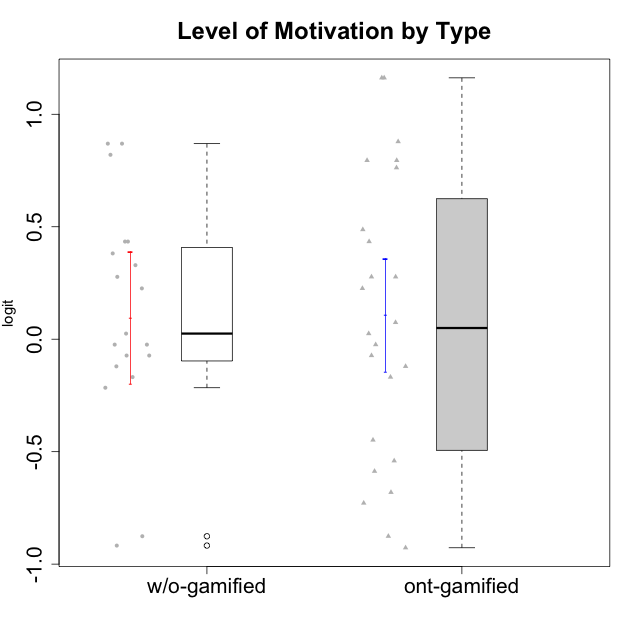 Level of Motivation by Type
logit
1.0
0.5
0.0
-0.5
-1.0
w/o-gamified
ont-gamified